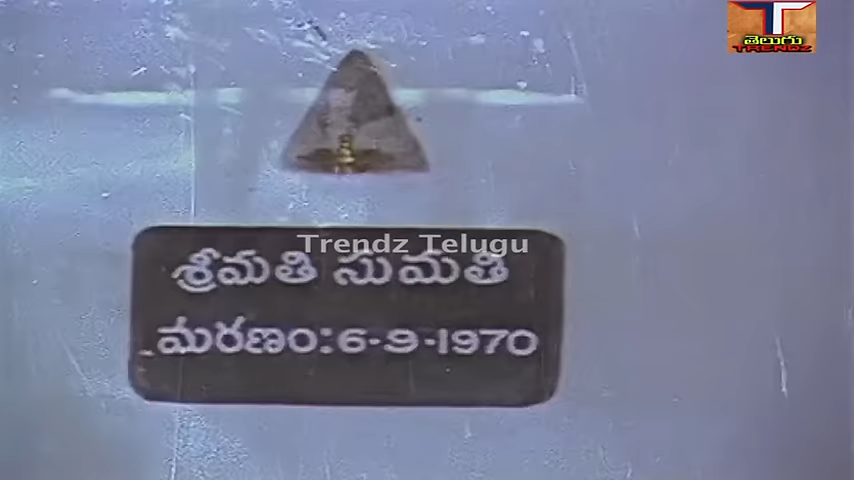 T
తెలుగు
TRENDZ
Trendz Telugu
శ్రీమతి సుమతి
మరణం:6-9-1970